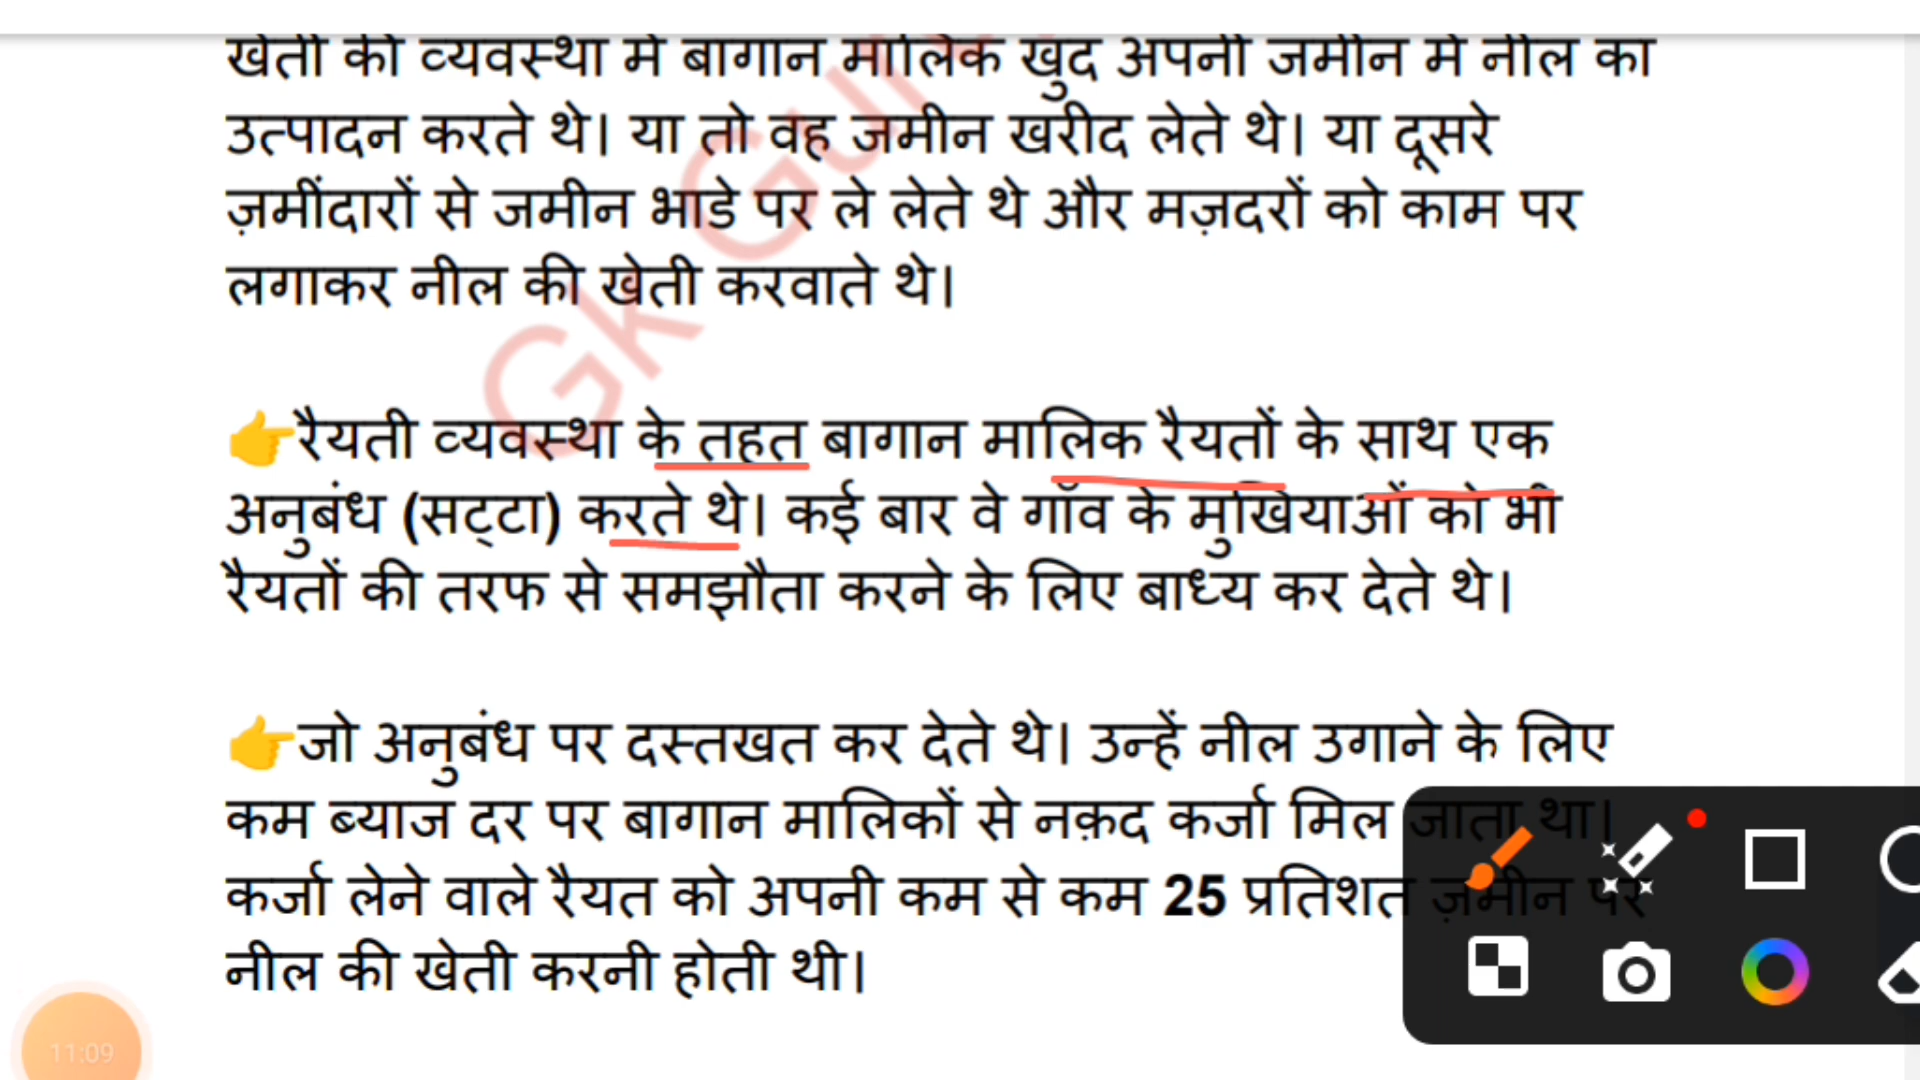 खेती की व्यवस्था में बागान मालिक खुद अपनी जमीन में नील का
उत्पादन करते थे। या तो वह जमीन खरीद लेते थे। या दूसरे
ज़मींदारों से जमीन भाडे पर ले लेते थे और मज़दरों को काम पर
लगाकर नील की खेती करवाते थे।
👉रैयती व्यवस्था के तहत बागान मालिक रैयतों के साथ एक
अनुबंध (सट्टा) करते थे। कई बार वे गाँव के मुखियाओं को भी
रैयतों की तरफ से समझौता करने के लिए बाध्य कर देते थे।
👉जो अनुबंध पर दस्तखत कर देते थे। उन्हें नील उगाने के लिए
कम ब्याज दर पर बागान मालिकों से नक़द कर्जा मिल जाता था।
कर्जा लेने वाले रैयत को अपनी कम से कम 25 प्रतिशत ज़मीन पर
नील की खेती करनी होती थी।
Gk
11:09